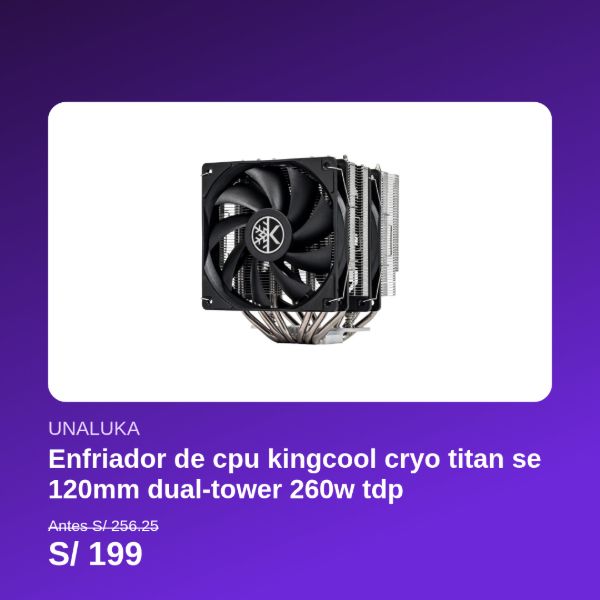 UNALUKA
Enfriador de cpu kingcool cryo titan se
120mm dual-tower 260w tdp
Antes S/ 256.25
S/ 199